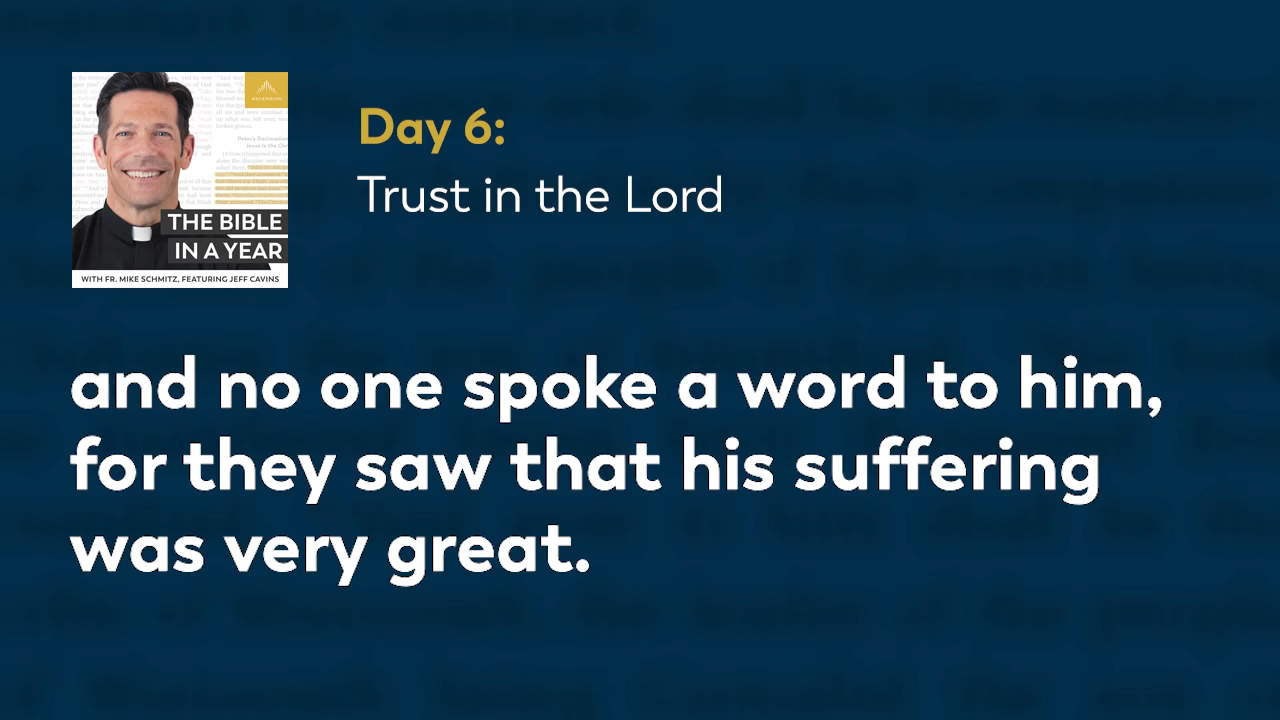 Day 6:
Trust in the Lord
ASCENSION
THE BIBLE
IN A YEAR
WITH FR. MIKE SCHMITZ, FEATURING JEFF CAVINS
and no one spoke a word to him,
for they saw that his suffering
was very great.